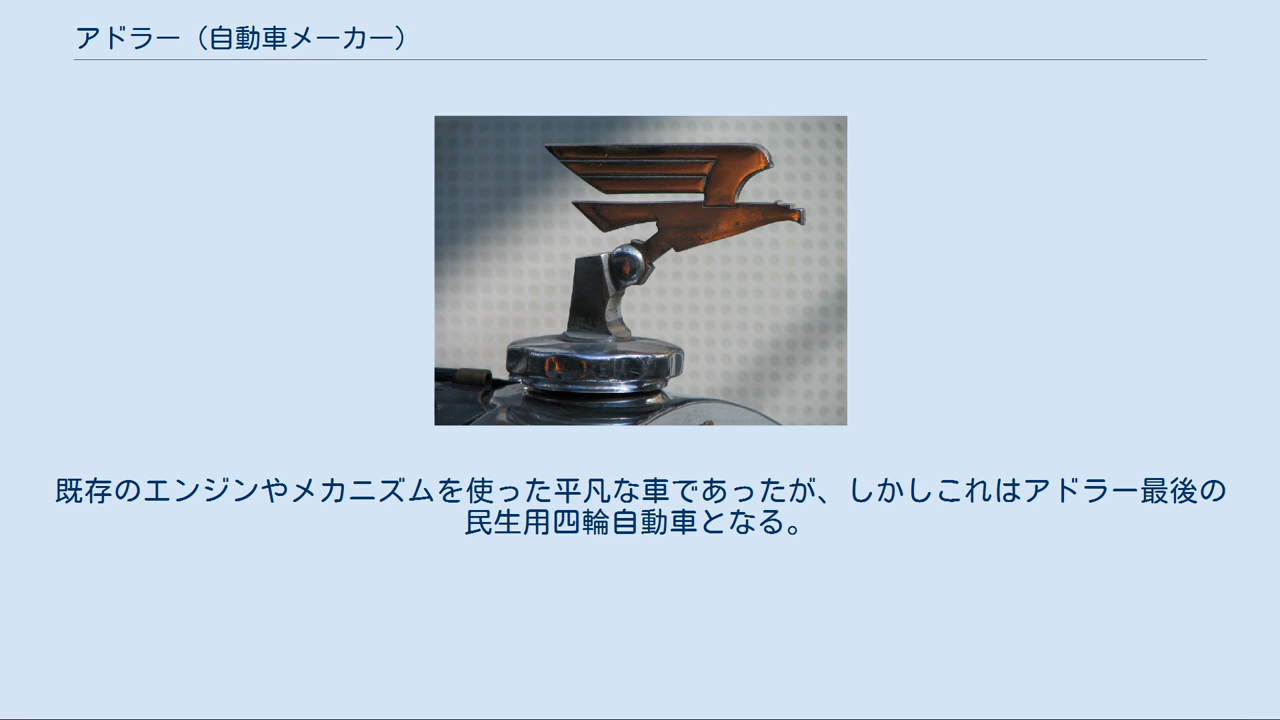 アドラー（自動車メーカー）
既存のエンジンやメカニズムを使った平凡な車であったが、しかしこれはアドラー最後の
民生用四輪自動車となる。